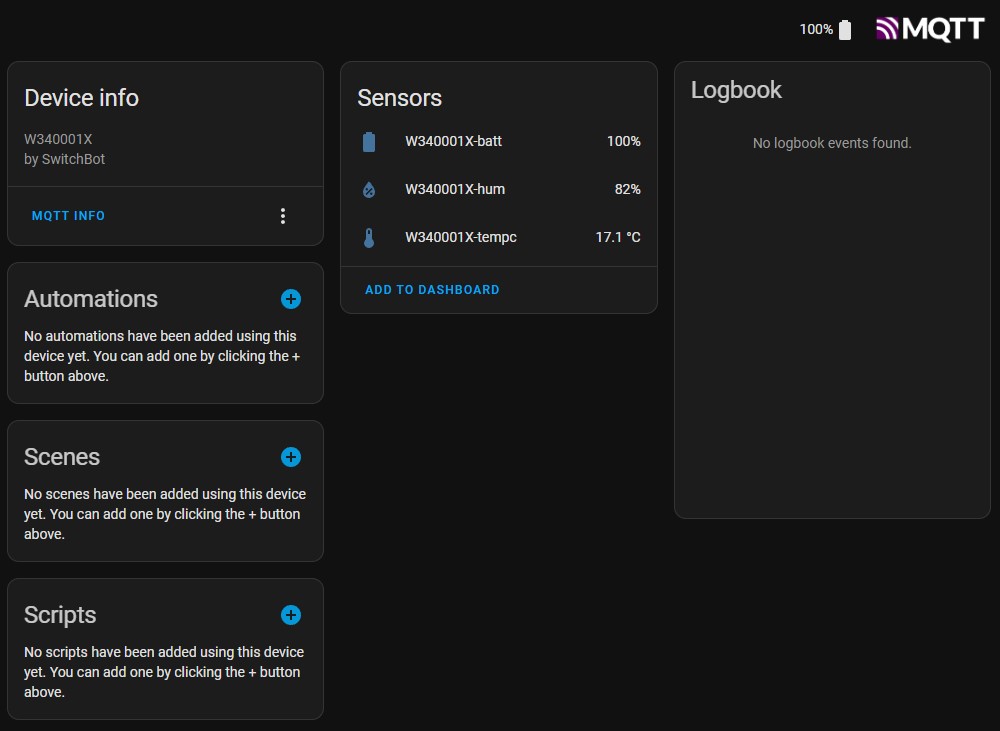 100%
MQTT
Device info
W340001X
by SwitchBot
MQTT INFO
Automations
No automations have been added using this
device yet. You can add one by clicking the +
button above.
Scenes
No scenes have been added using this device
yet. You can add one by clicking the + button
above.
Scripts
No scripts have been added using this device
yet. You can add one by clicking the + button
above.
Sensors
W340001X-batt 100%
W340001X-hum 82%
W340001X-tempc 17.1 °C
ADD TO DASHBOARD
Logbook
No logbook events found.